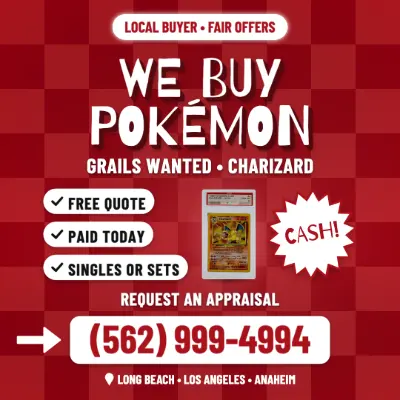 LOCAL BUYER • FAIR OFFERS
WE BUY
POKÉMON
GRAILS WANTED • CHARIZARD
FREE QUOTE
PAID TODAY
SINGLES OR SETS
CASH!
REQUEST AN APPRAISAL
(562) 999-4994
LONG BEACH • LOS ANGELES • ANAHEIM